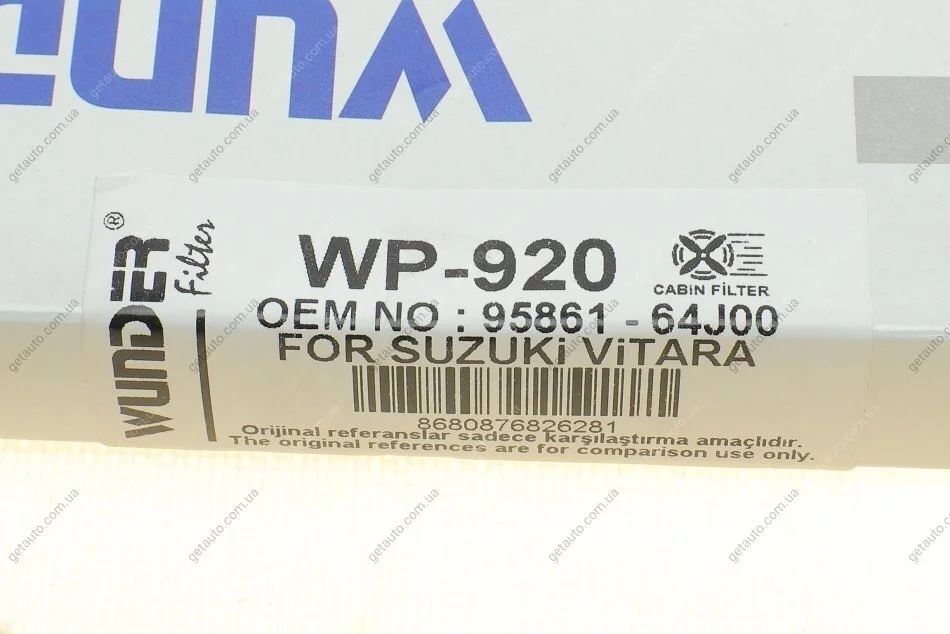 WUNDER®
Filter
WP-920
CABiN FiLTER
OEM NO : 95861 - 64J00
FOR SUZUKi ViTARA
8680876826281
Orijinal referanslar sadece karşılaştırma amaçlıdır.
The original references are for comparison use only.
getauto.com.ua